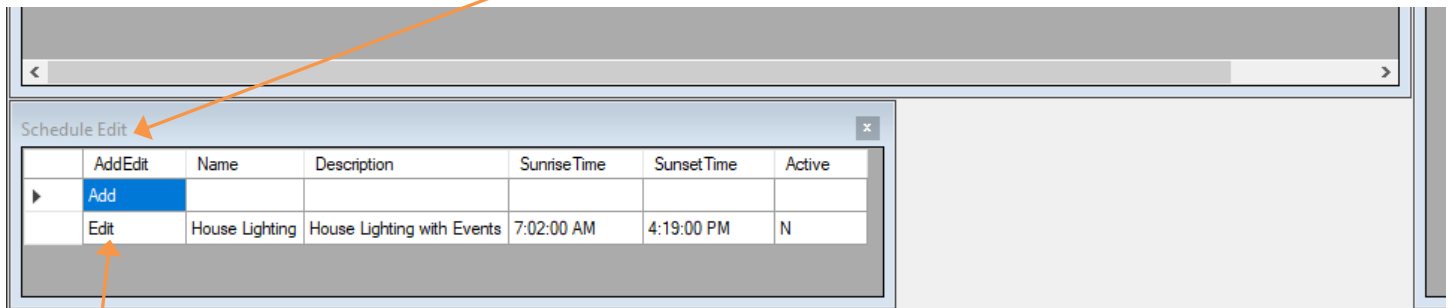 Schedule Edit
AddEdit Name Description SunriseTime SunsetTime Active
Add
Edit House Lighting House Lighting with Events 7:02:00 AM 4:19:00 PM N